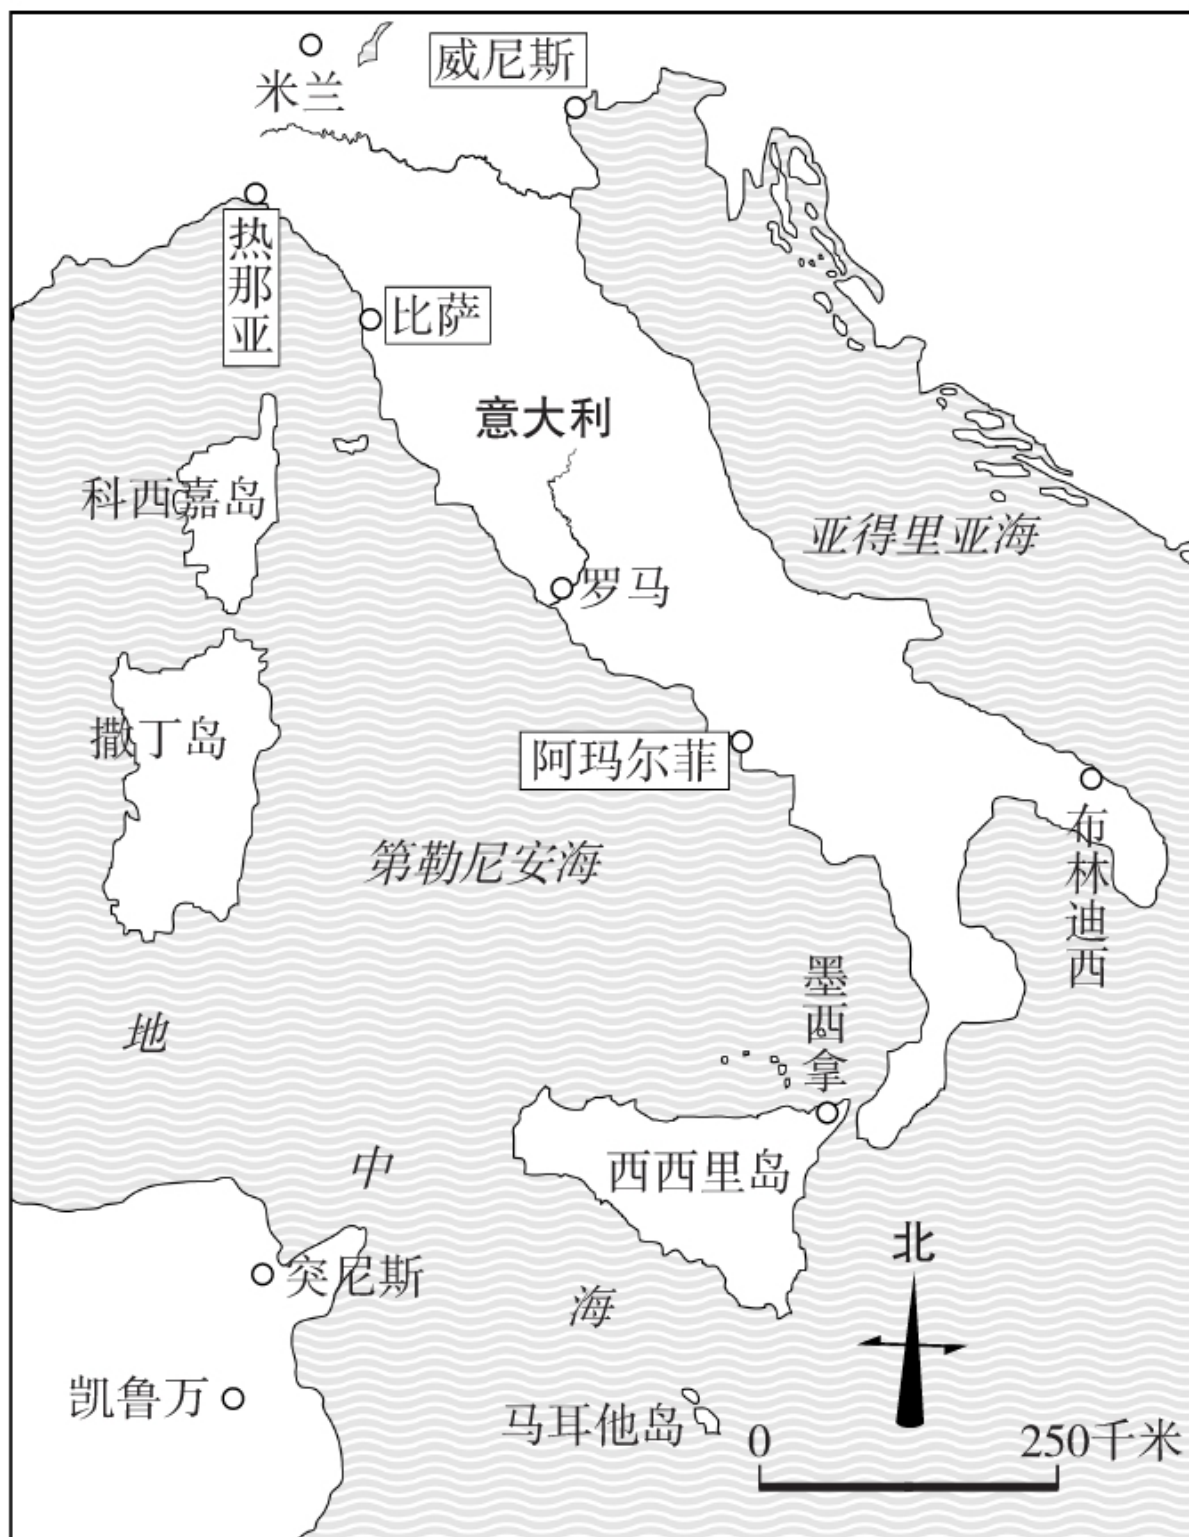 米兰
威尼斯
热那亚
比萨
意大利
科西嘉岛
亚得里亚海
罗马
撒丁岛
阿玛尔菲
布林迪西
第勒尼安海
墨西拿
地
中
海
西西里岛
突尼斯
北
凯鲁万
马耳他岛
0
250千米